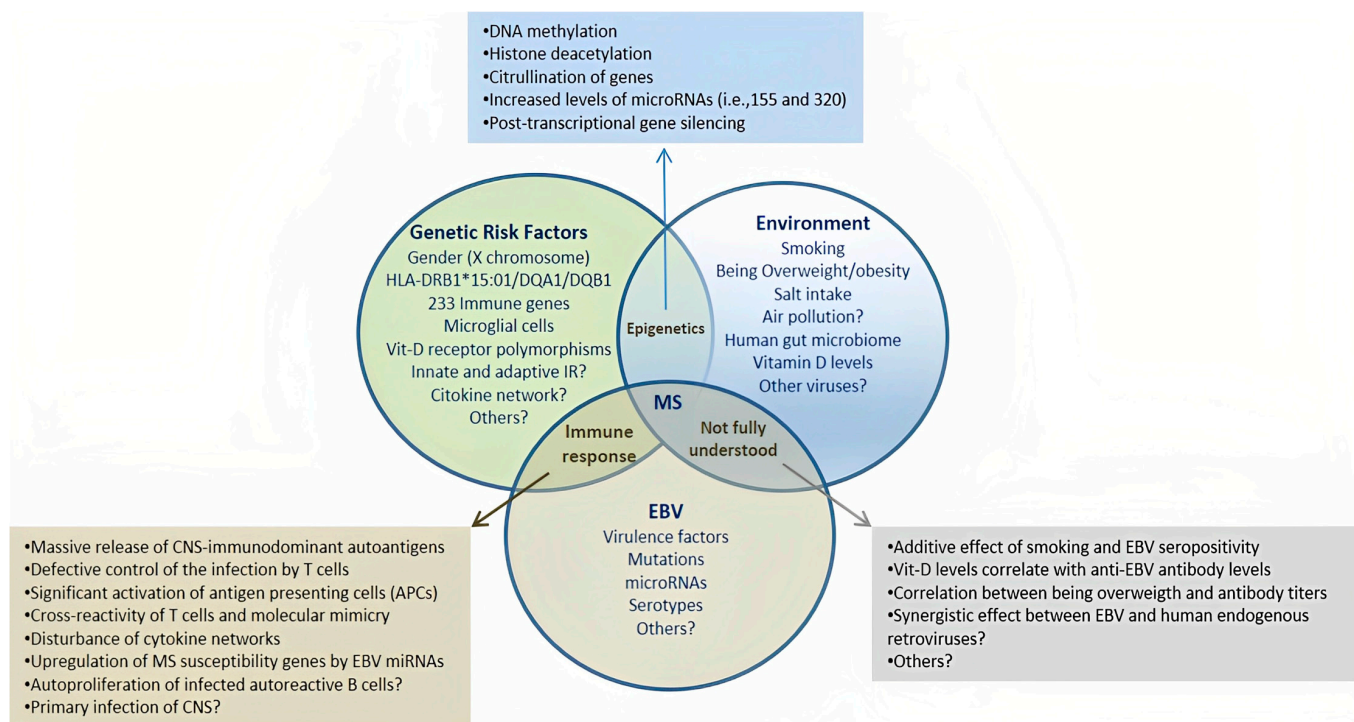 •DNA methylation
•Histone deacetylation
•Citrullination of genes
•Increased levels of microRNAs (i.e.,155 and 320)
•Post-transcriptional gene silencing
Genetic Risk Factors
Gender (X chromosome)
HLA-DRB1*15:01/DQA1/DQB1
233 Immune genes
Microglial cells
Vit-D receptor polymorphisms
Innate and adaptive IR?
Citokine network?
Others?
Environment
Smoking
Being Overweight/obesity
Salt intake
Air pollution?
Human gut microbiome
Vitamin D levels
Other viruses?
Epigenetics
MS
Immune
response
Not fully
understood
EBV
Virulence factors
Mutations
microRNAs
Serotypes
Others?
•Massive release of CNS-immunodominant autoantigens
•Defective control of the infection by T cells
•Significant activation of antigen presenting cells (APCs)
•Cross-reactivity of T cells and molecular mimicry
•Disturbance of cytokine networks
•Upregulation of MS susceptibility genes by EBV miRNAs
•Autoproliferation of infected autoreactive B cells?
•Primary infection of CNS?
•Additive effect of smoking and EBV seropositivity
•Vit-D levels correlate with anti-EBV antibody levels
•Correlation between being overweigth and antibody titers
•Synergistic effect between EBV and human endogenous
retroviruses?
•Others?